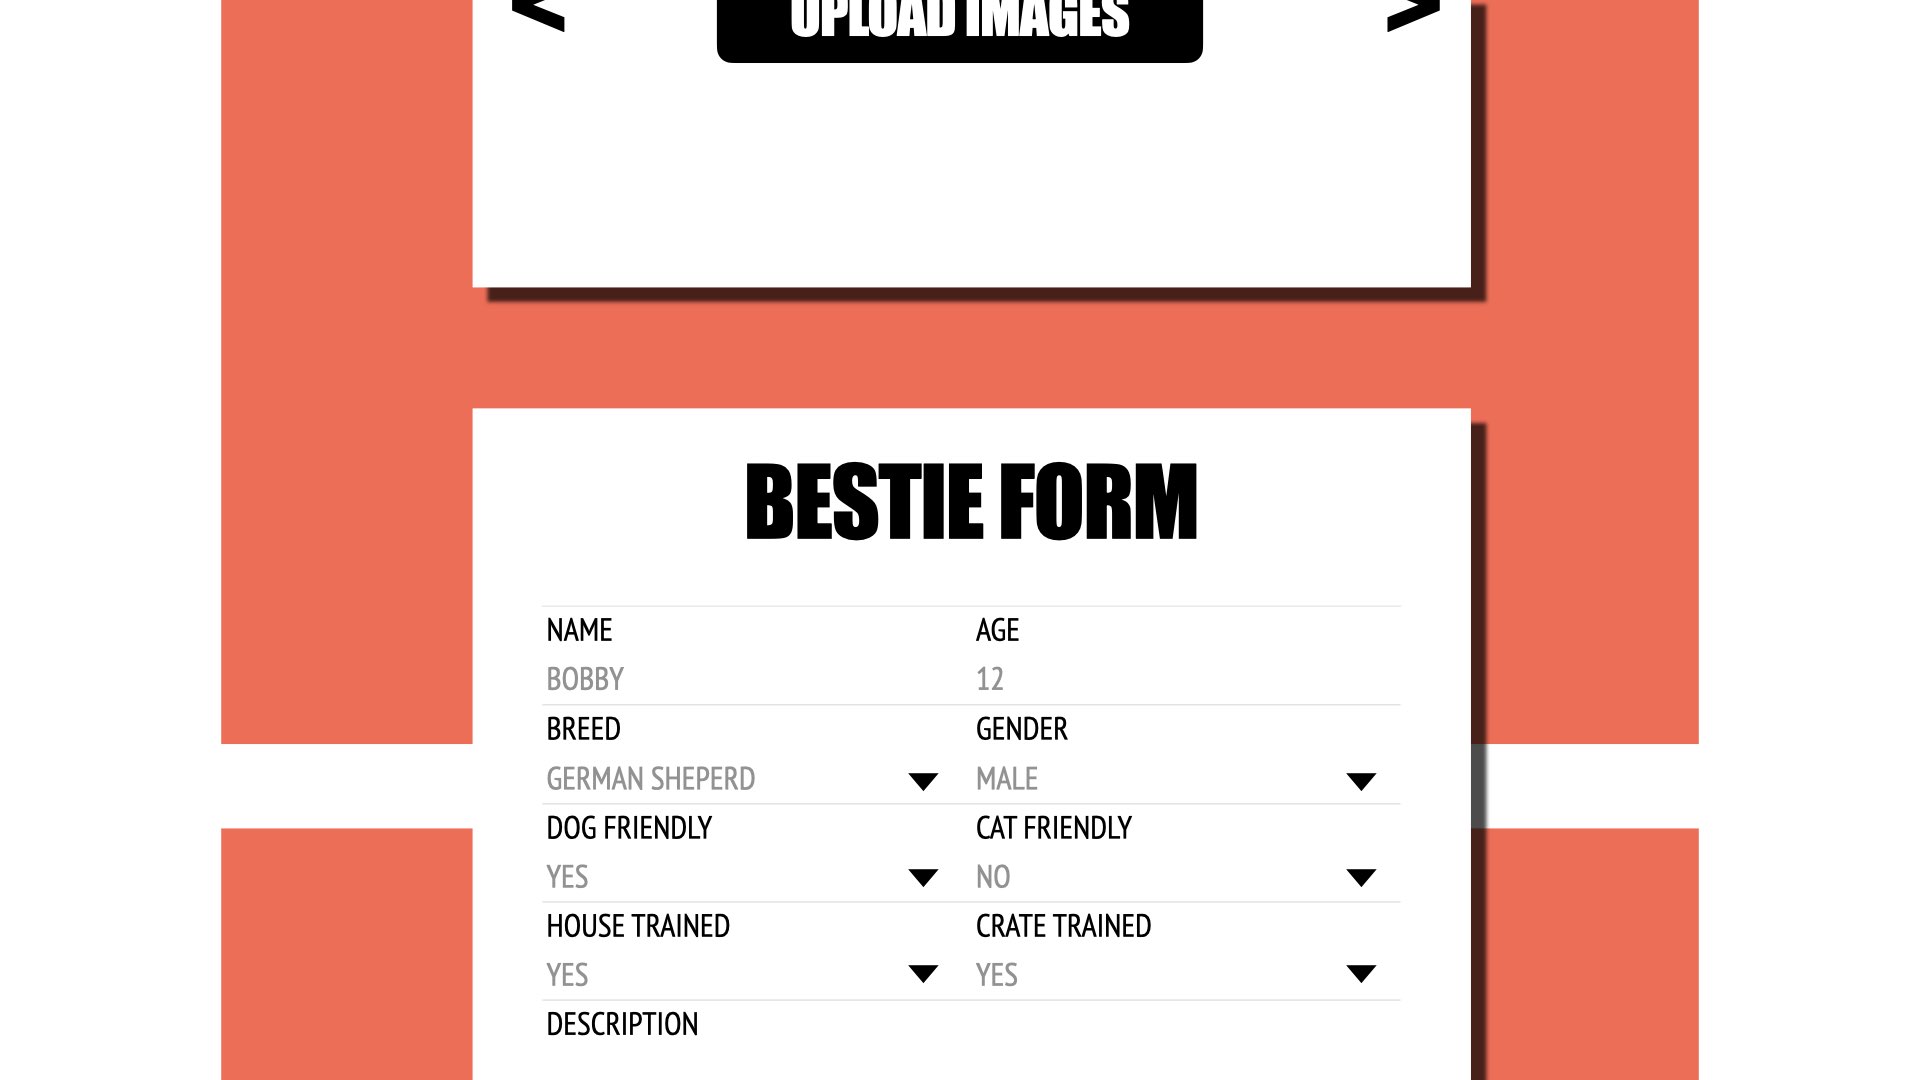 < UPLOAD IMAGES >
BESTIE FORM
NAME AGE
BOBBY 12
BREED GENDER
GERMAN SHEPERD MALE
DOG FRIENDLY CAT FRIENDLY
YES NO
HOUSE TRAINED CRATE TRAINED
YES YES
DESCRIPTION